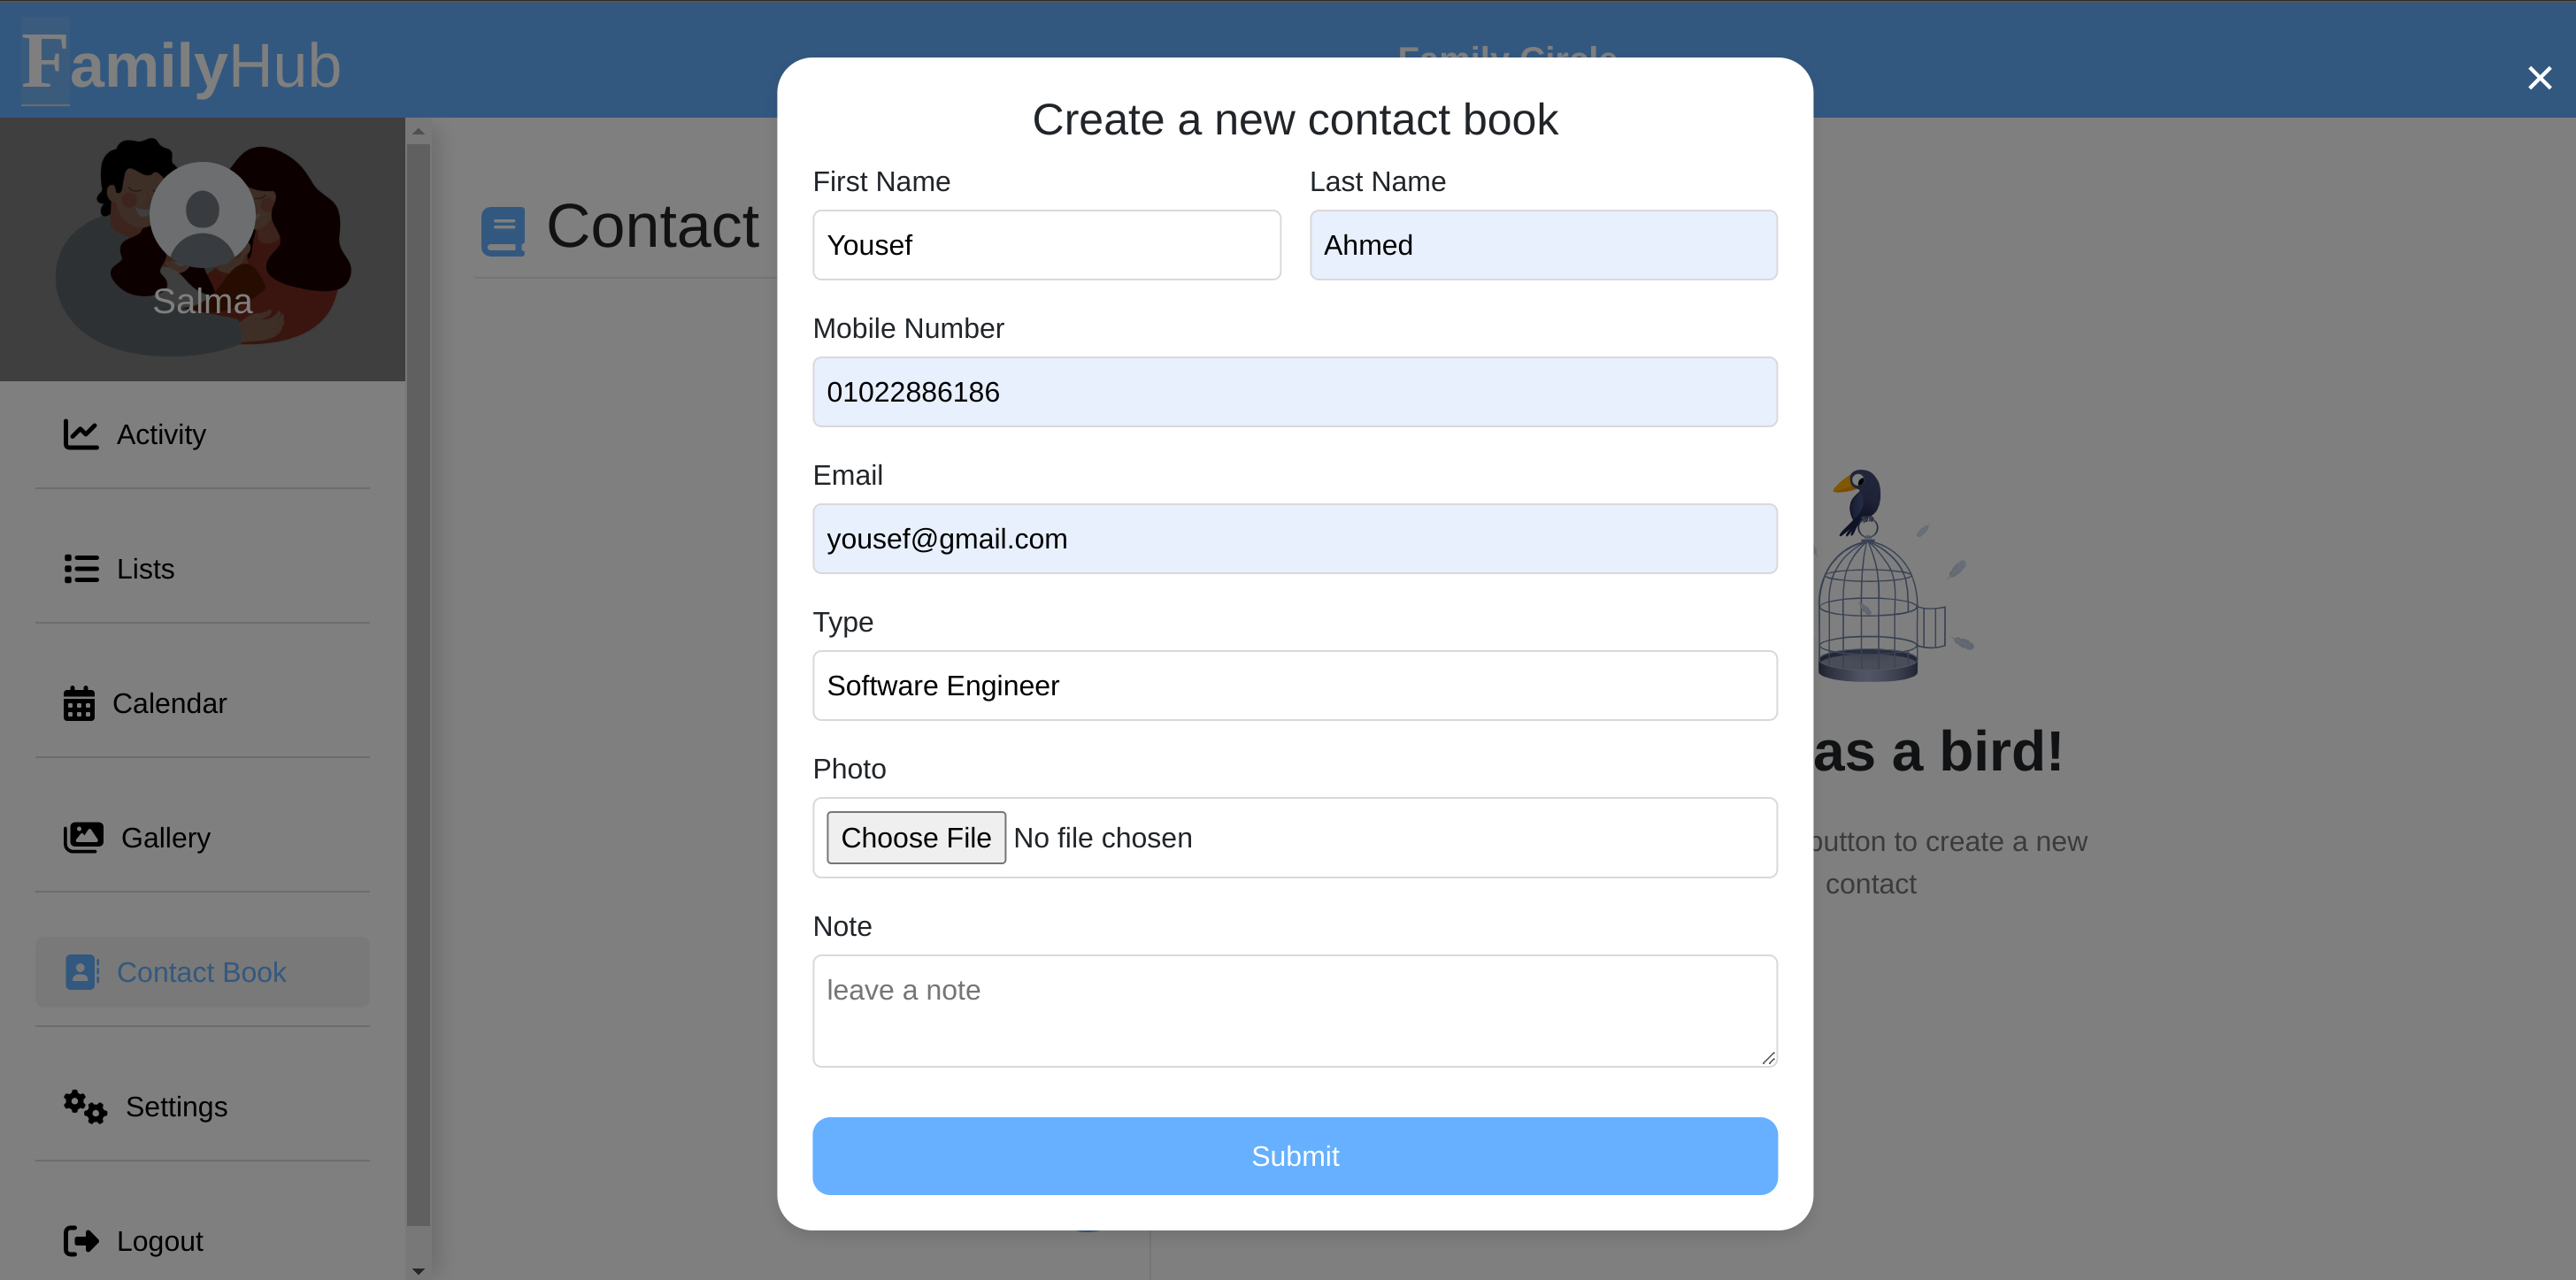 FamilyHub
Family Circle
Salma
Activity
Lists
Calendar
Gallery
Contact Book
Settings
Logout
Contact
Create a new contact book
First Name
Last Name
Yousef
Ahmed
Mobile Number
01022886186
Email
yousef@gmail.com
Type
Software Engineer
Photo
Choose File No file chosen
Note
leave a note
Submit
as a bird!
button to create a new
contact